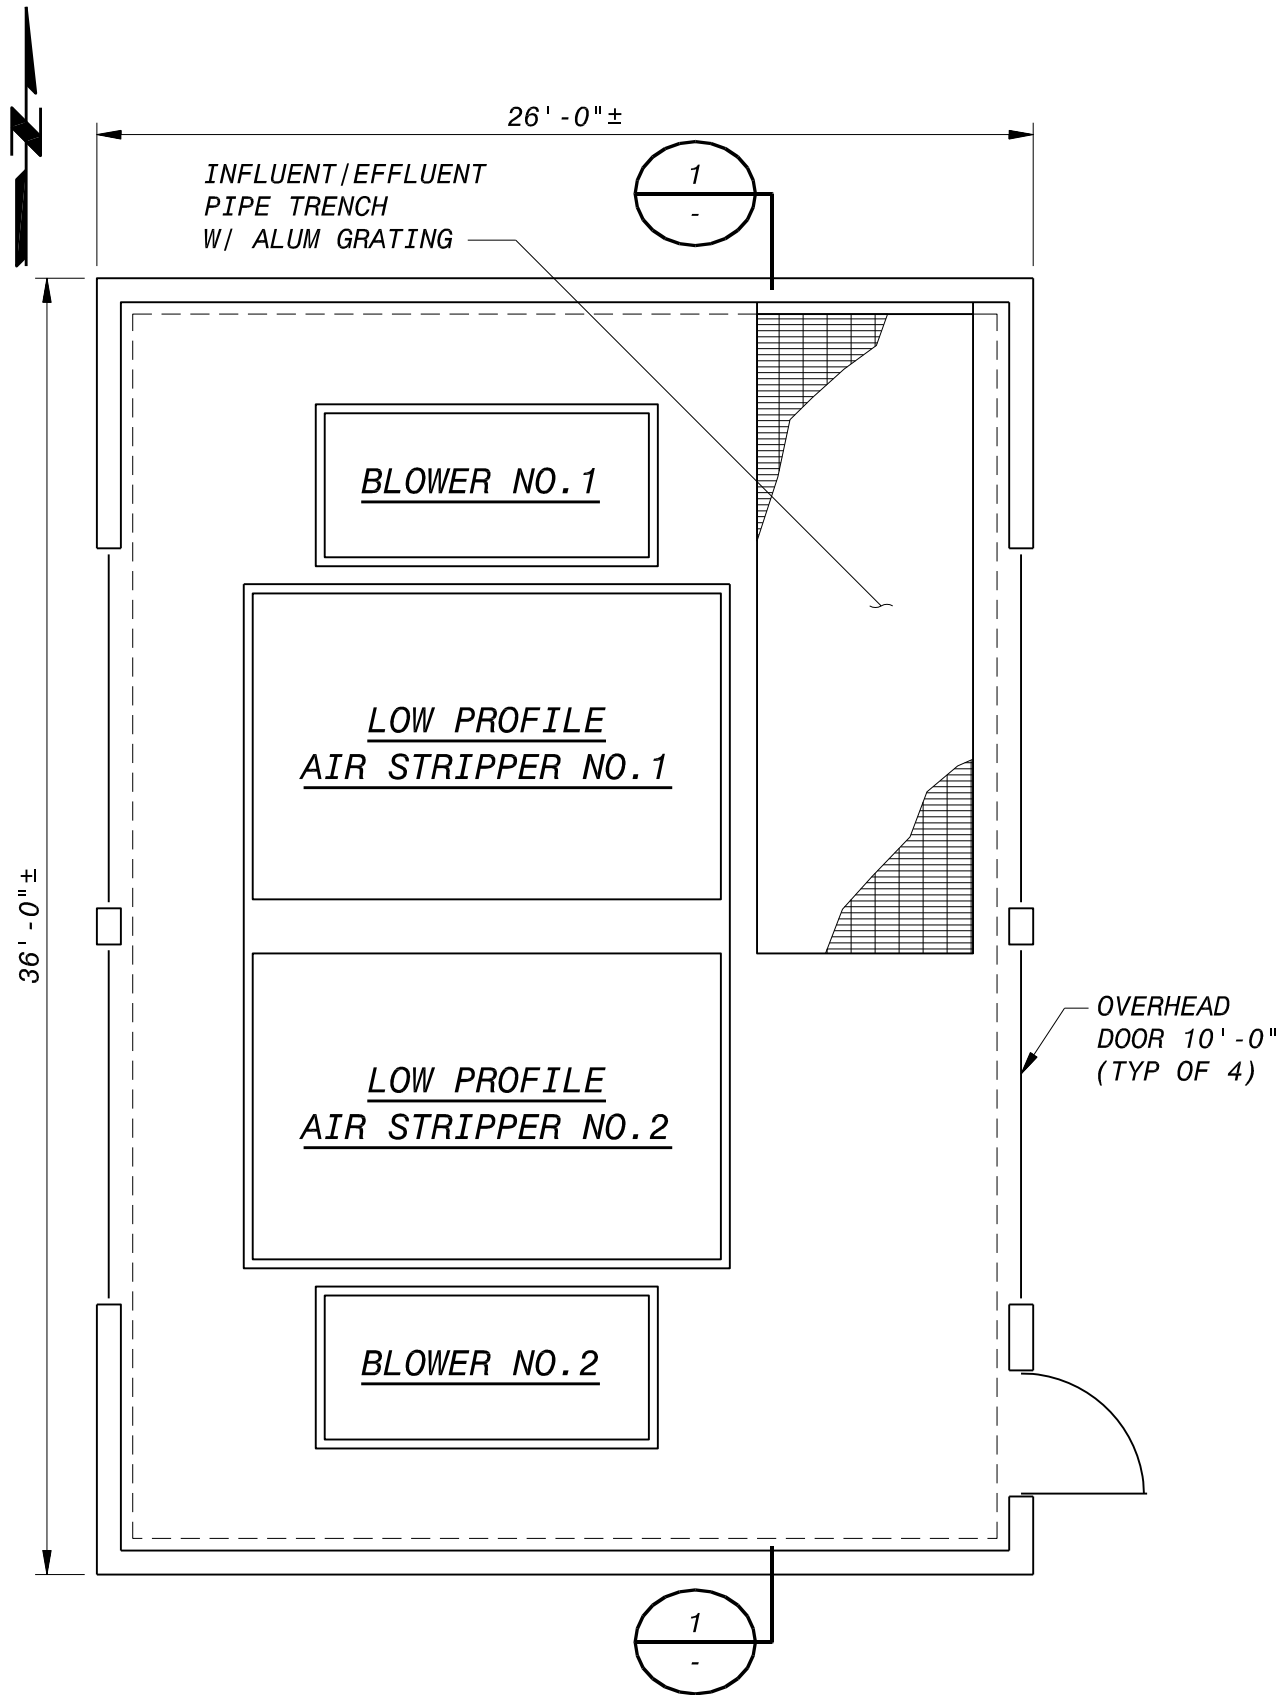 N
26'-0"±
INFLUENT/EFFLUENT
PIPE TRENCH
W/ ALUM GRATING
1
-
BLOWER NO.1
LOW PROFILE
AIR STRIPPER NO.1
36'-0"±
OVERHEAD
DOOR 10'-0"
(TYP OF 4)
LOW PROFILE
AIR STRIPPER NO.2
BLOWER NO.2
1
-